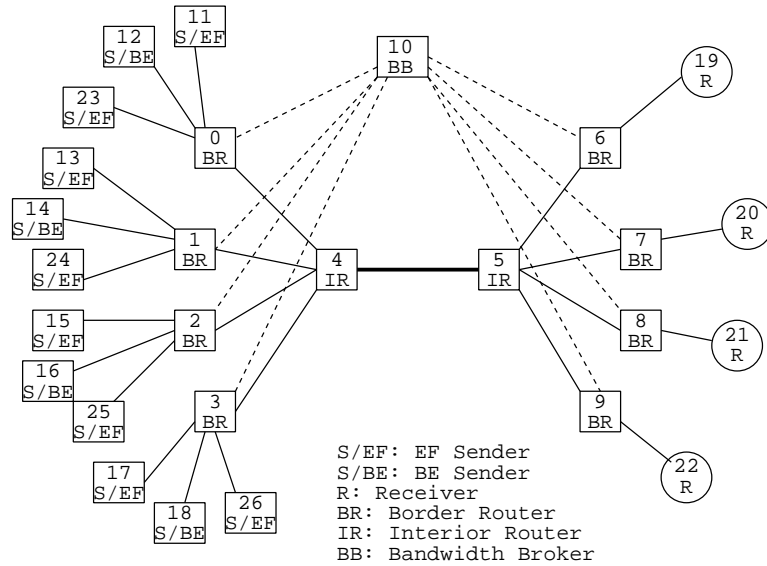 11
S/EF
12
S/BE
10
BB
19
R
23
S/EF
0
BR
6
BR
13
S/EF
14
S/BE
1
BR
20
R
7
BR
24
S/EF
4
IR
5
IR
15
S/EF
2
BR
8
BR
21
R
16
S/BE
25
S/EF
3
BR
9
BR
17
S/EF
18
S/BE
26
S/EF
22
R
S/EF: EF Sender
S/BE: BE Sender
R: Receiver
BR: Border Router
IR: Interior Router
BB: Bandwidth Broker